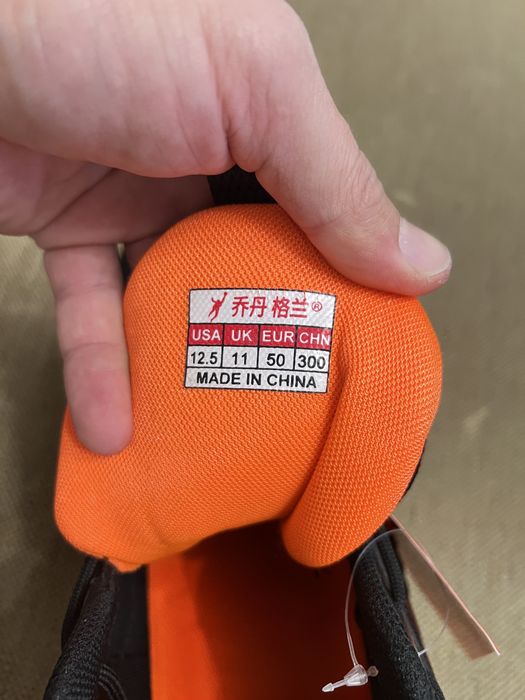 乔丹格兰®
USA UK EUR CHN
12.5 11 50 300
MADE IN CHINA